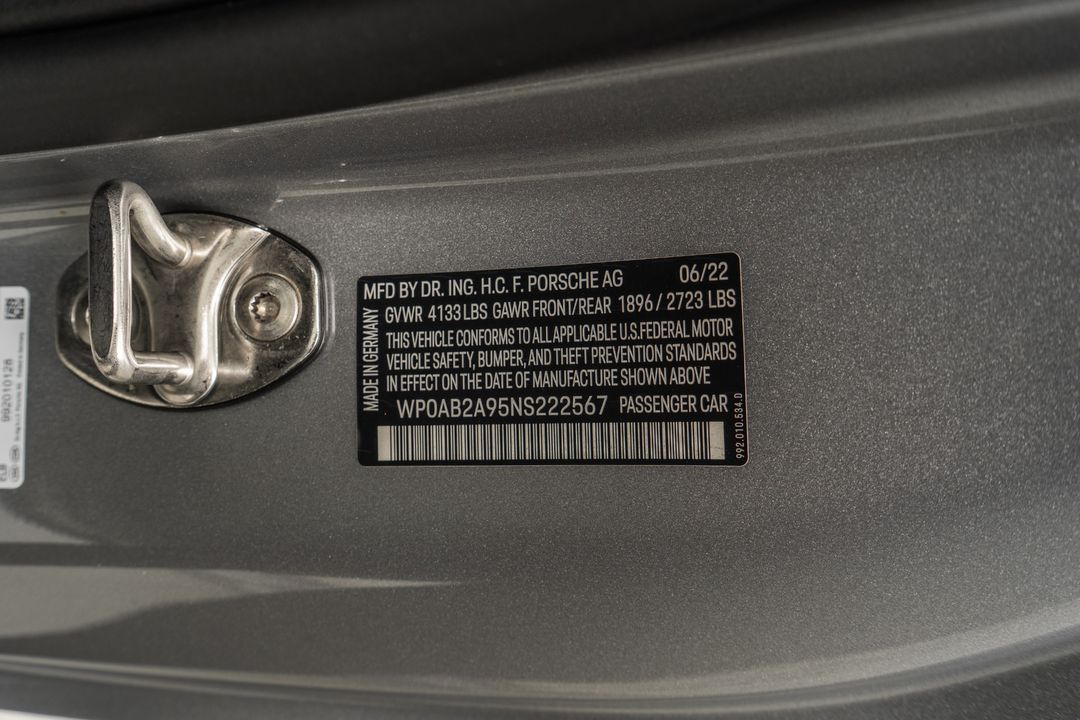 MFD BY DR. ING. H.C. F. PORSCHE AG 06/22
GVWR 4133 LBS GAWR FRONT/REAR 1896 / 2723 LBS
THIS VEHICLE CONFORMS TO ALL APPLICABLE U.S.FEDERAL MOTOR
VEHICLE SAFETY, BUMPER, AND THEFT PREVENTION STANDARDS
IN EFFECT ON THE DATE OF MANUFACTURE SHOWN ABOVE
WP0AB2A95NS222567 PASSENGER CAR
MADE IN GERMANY
992.010.534.D
992010128